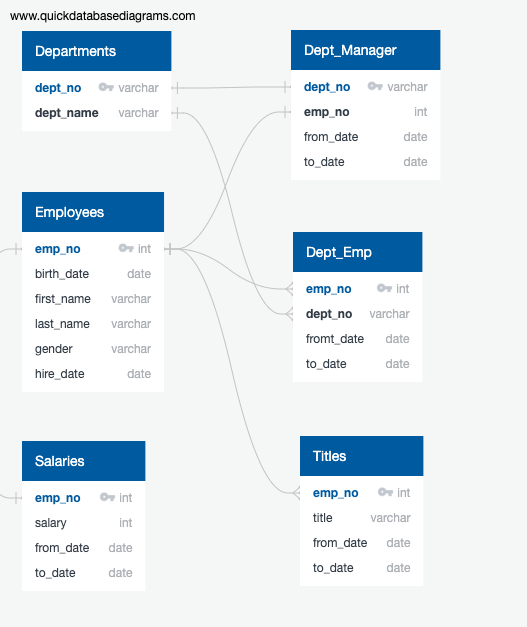 www.quickdatabasediagrams.com
Departments
dept_no varchar
dept_name varchar
Dept_Manager
dept_no varchar
emp_no int
from_date date
to_date date
Employees
emp_no int
birth_date date
first_name varchar
last_name varchar
gender varchar
hire_date date
Dept_Emp
emp_no int
dept_no varchar
fromt_date date
to_date date
Salaries
emp_no int
salary int
from_date date
to_date date
Titles
emp_no int
title varchar
from_date date
to_date date